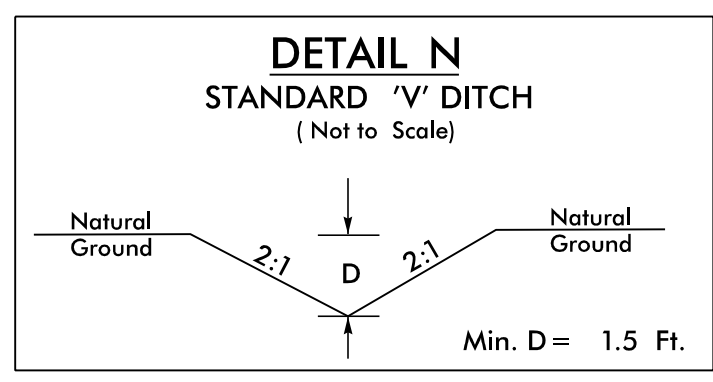 DETAIL N
STANDARD 'V' DITCH
( Not to Scale)
Natural
Ground
2:1
D
2:1
Natural
Ground
Min. D = 1.5 Ft.